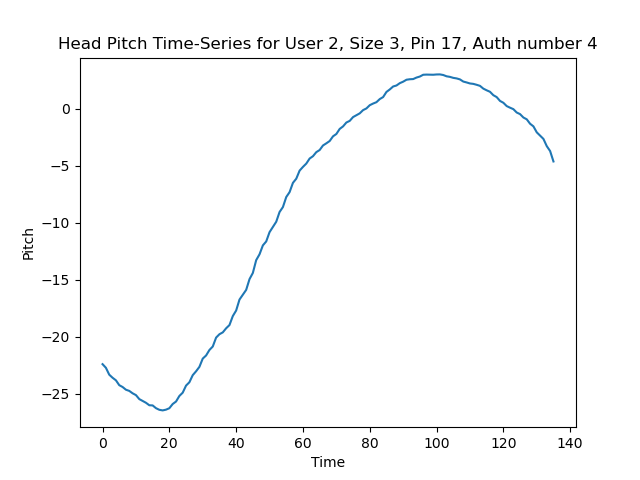 Head Pitch Time-Series for User 2, Size 3, Pin 17, Auth number 4
0
−5
−10
−15
−20
−25
Pitch
0 20 40 60 80 100 120 140
Time